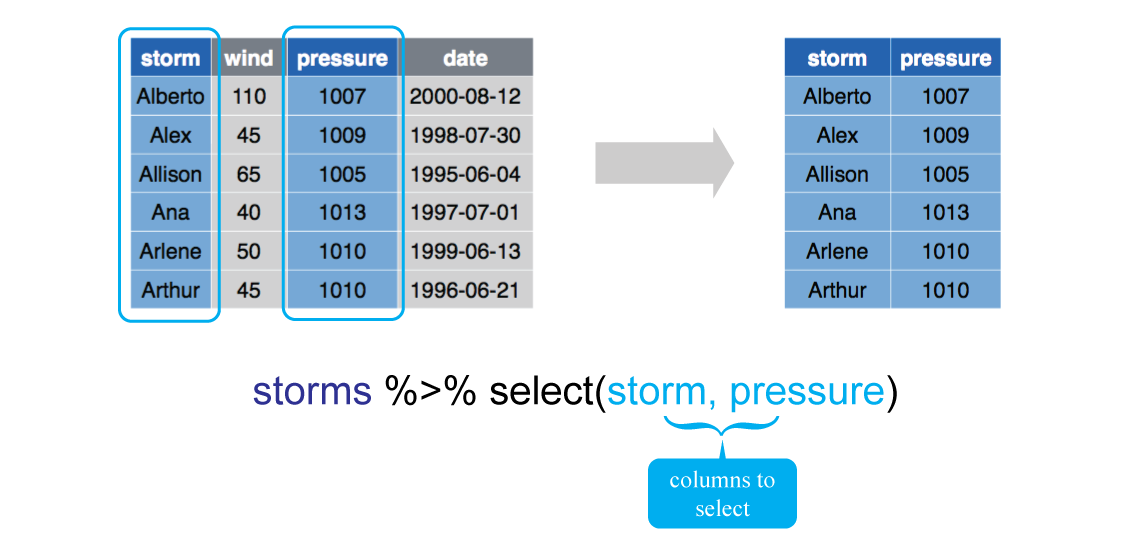 storm wind pressure date
Alberto 110 1007 2000-08-12
Alex 45 1009 1998-07-30
Allison 65 1005 1995-06-04
Ana 40 1013 1997-07-01
Arlene 50 1010 1999-06-13
Arthur 45 1010 1996-06-21
storm pressure
Alberto 1007
Alex 1009
Allison 1005
Ana 1013
Arlene 1010
Arthur 1010
storms %>% select(storm, pressure)
columns to
select